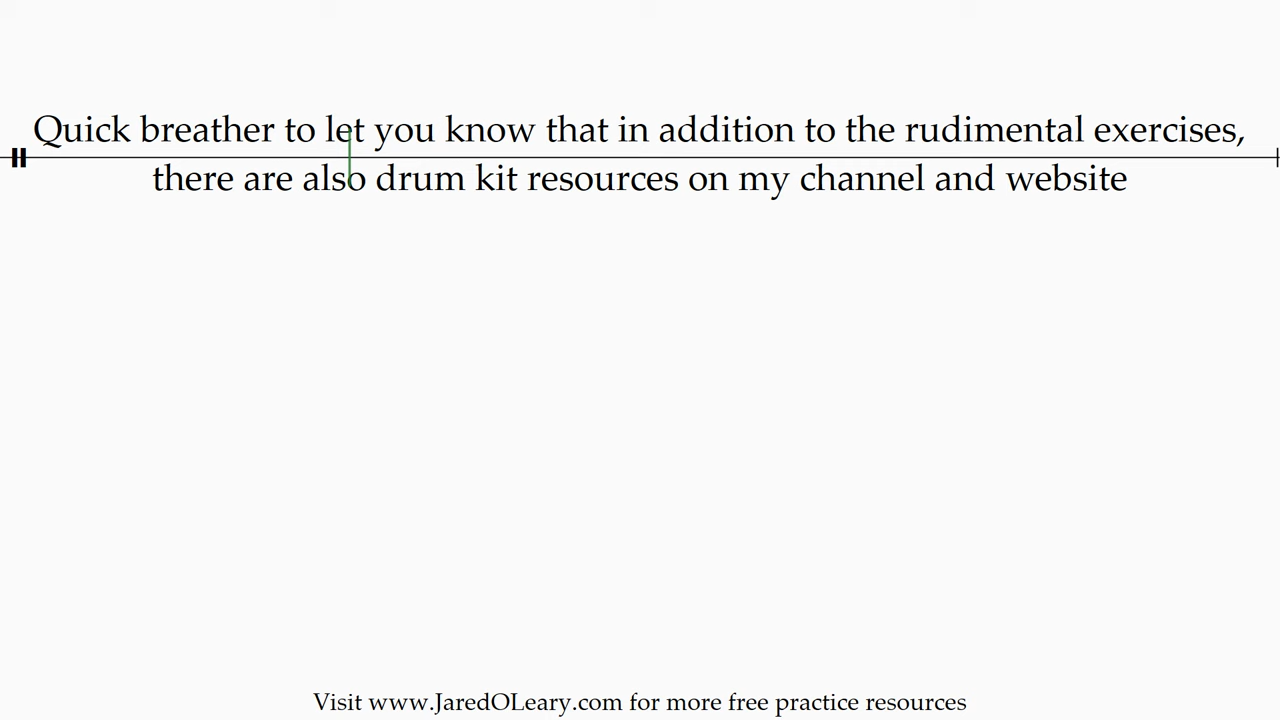 Quick breather to let you know that in addition to the rudimental exercises,
there are also drum kit resources on my channel and website
Visit www.JaredOLeary.com for more free practice resources